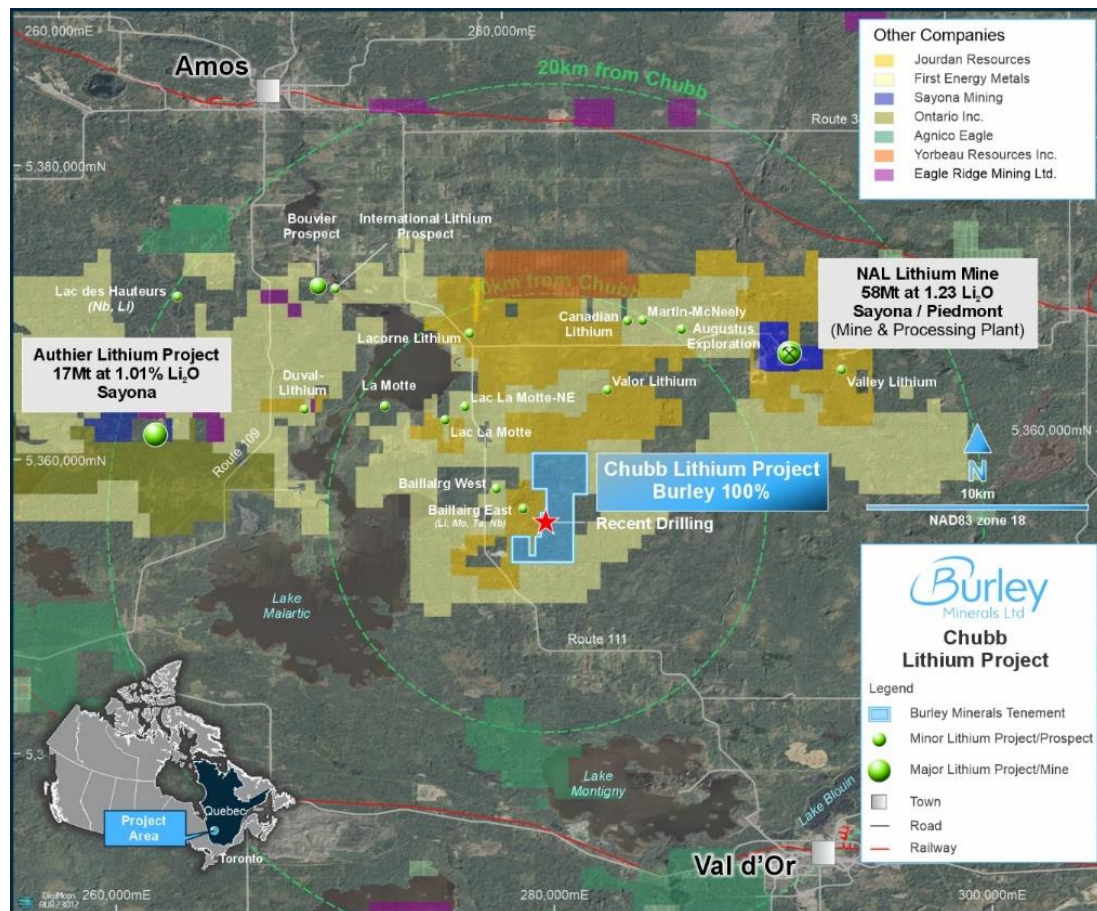 260,000mE
280,000mE
Amos
20km from Chubb
Route 3
5,380,000mN
Other Companies
Jourdan Resources
First Energy Metals
Sayona Mining
Ontario Inc.
Agnico Eagle
Yorbeau Resources Inc.
Eagle Ridge Mining Ltd.
Bouvier
Prospect
International Lithium
Prospect
Lac des Hauteurs
(Nb, Li)
10km from Chubb
Canadian
Lithium
Martin-McNeely
Augustus
Exploration
Lacorne Lithium
NAL Lithium Mine
58Mt at 1.23 Li₂O
Sayona / Piedmont
(Mine & Processing Plant)
Authier Lithium Project
17Mt at 1.01% Li₂O
Sayona
Duval-
Lithium
La Motte
Lac La Motte-NE
Lac La Motte
Valor Lithium
Valley Lithium
Route 109
5,360,000mN
5,360,000mN
Baillairg West
Baillairg East
(Li, Mo, Ta, Nb)
Chubb Lithium Project
Burley 100%
Recent Drilling
N
10km
NAD83 zone 18
Lake
Malartic
Route 111
Burley
Minerals Ltd
Chubb
Lithium Project
Legend
Burley Minerals Tenement
Minor Lithium Project/Prospect
Major Lithium Project/Mine
Town
Road
Railway
5,3
Quebec
Project
Area
Toronto
Lake
Montigny
Lake Blouin
Val d'Or
DigiMaps
BUR23012
260,000mE
280,000mE
300,000mE